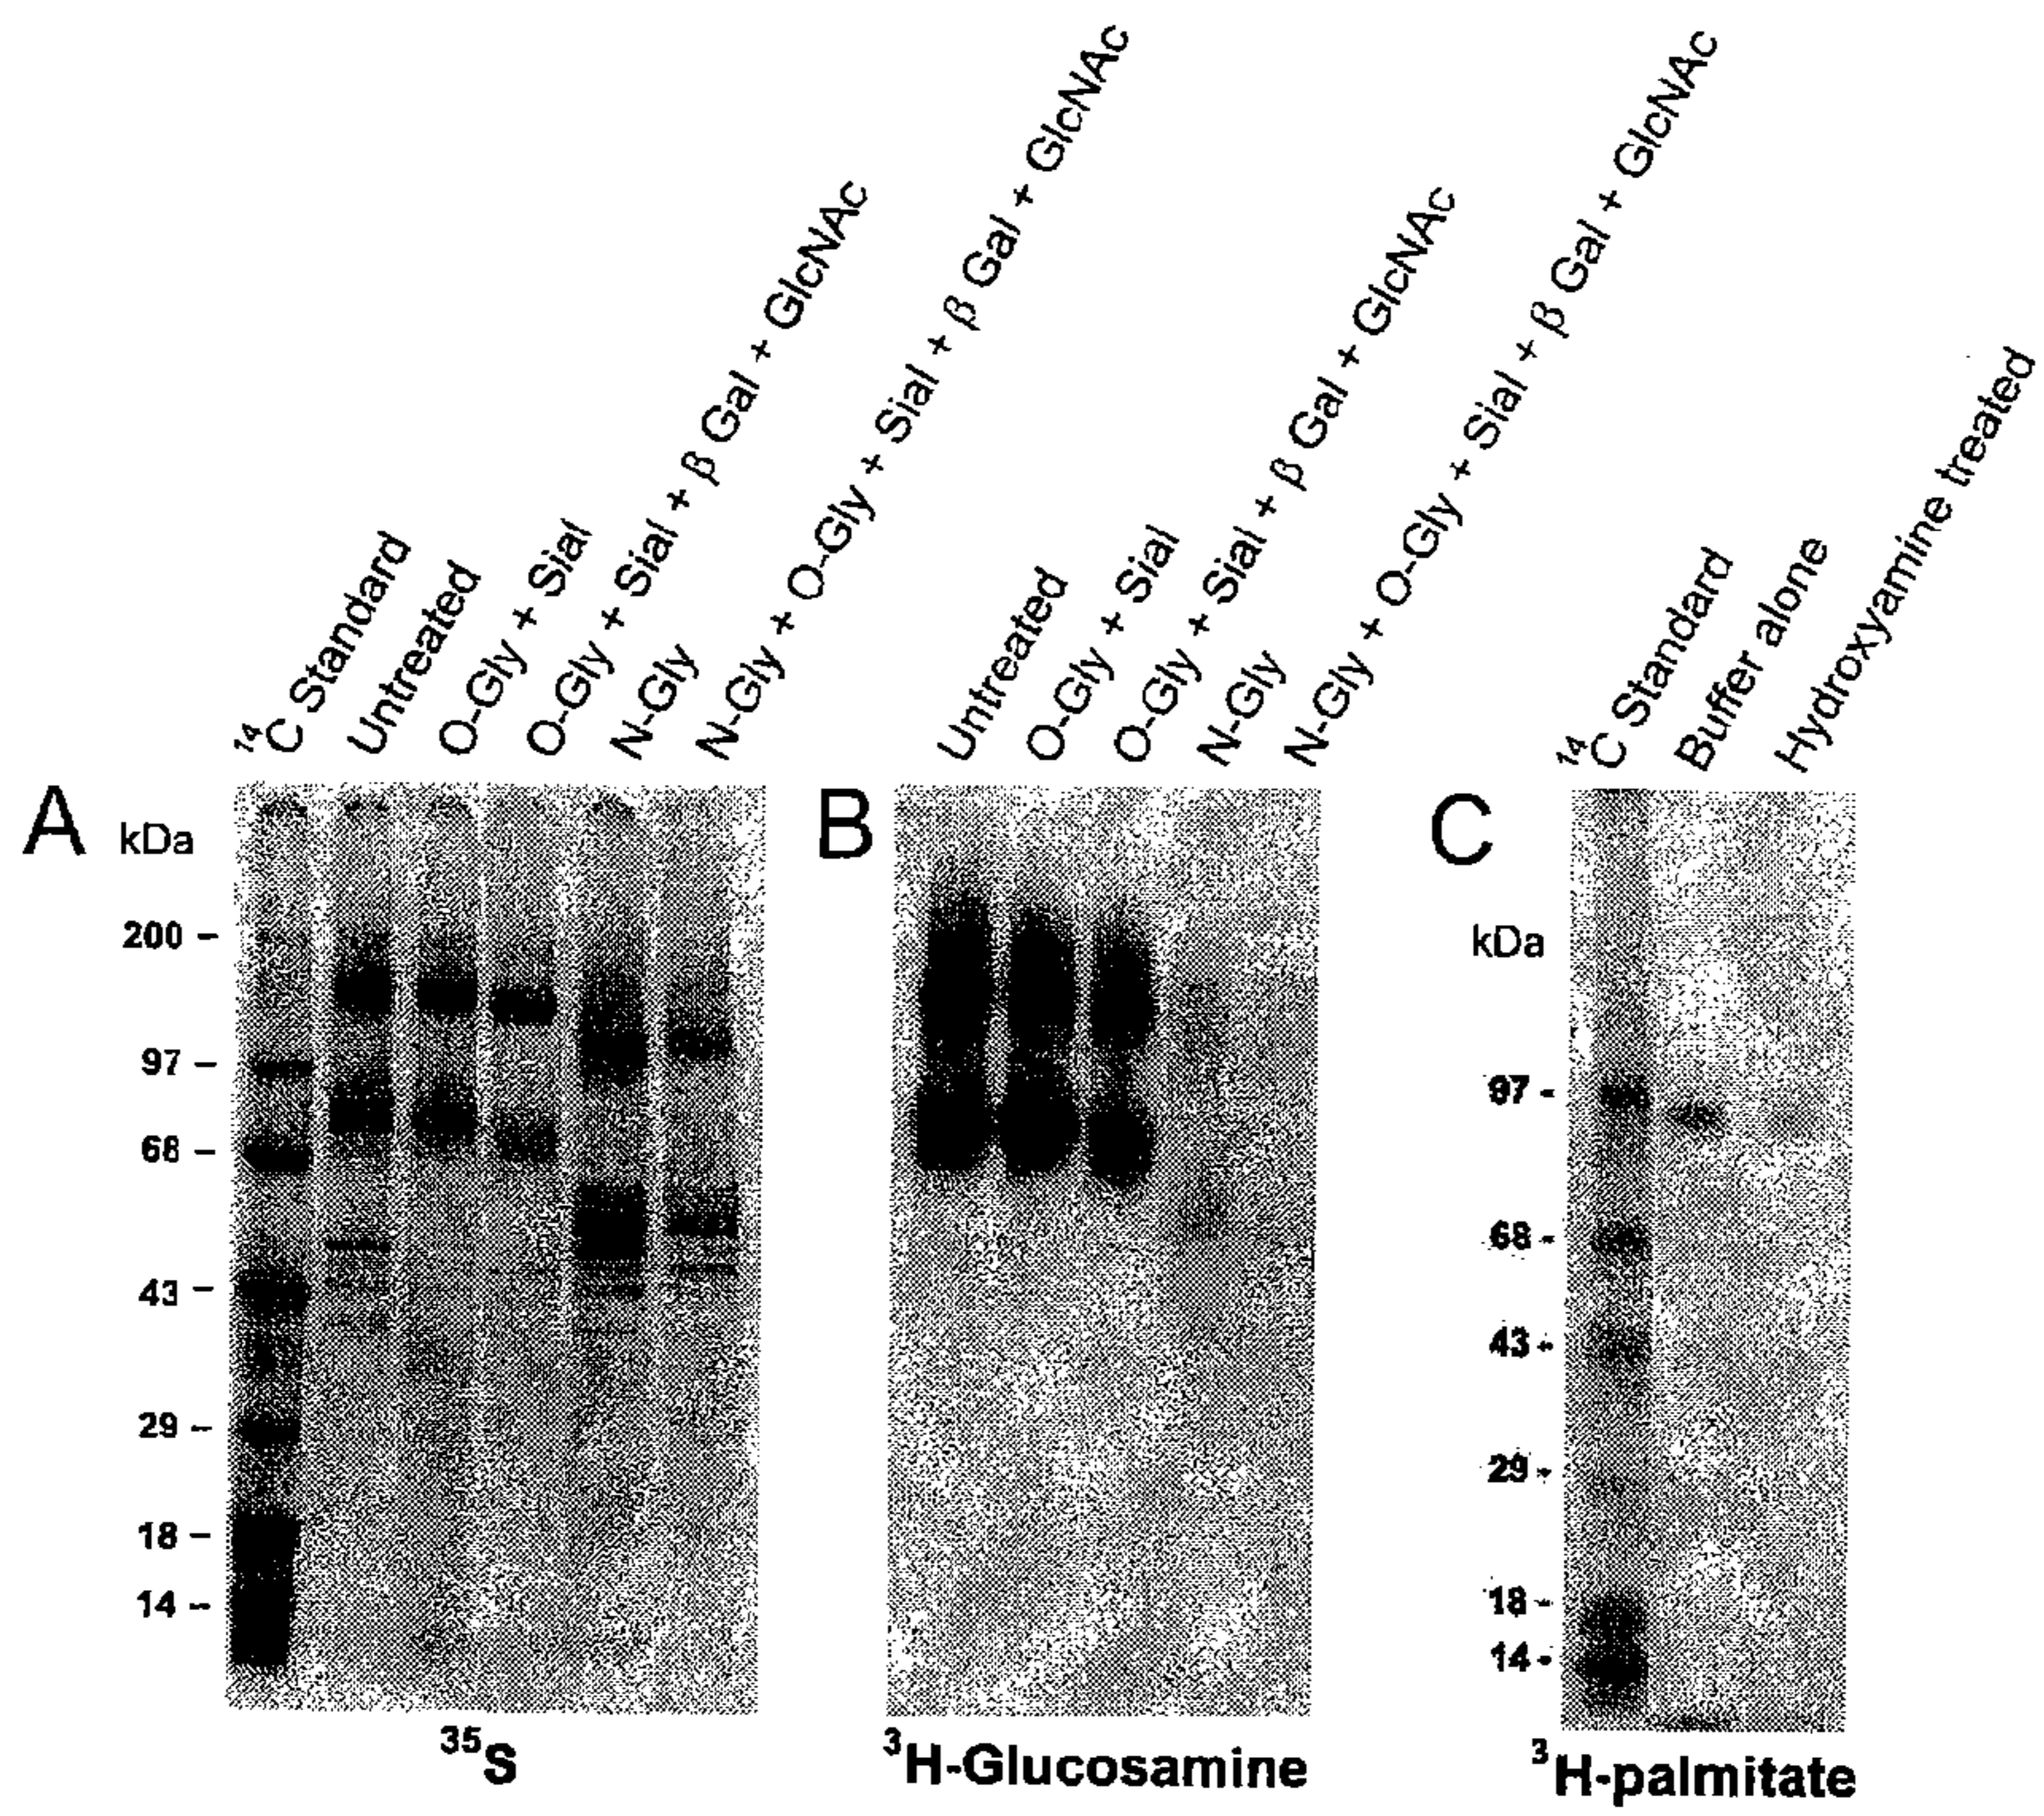 A
kDa
14C Standard
Untreated
O-Gly + Sial
O-Gly + Sial + β Gal + GlcNAc
N-Gly
N-Gly + O-Gly + Sial + β Gal + GlcNAc
200 –
97 –
68 –
43 –
29 –
18 –
14 –
35S
B
Untreated
O-Gly + Sial
O-Gly + Sial + β Gal + GlcNAc
N-Gly
N-Gly + O-Gly + Sial + β Gal + GlcNAc
3H-Glucosamine
C
kDa
14C Standard
Buffer alone
Hydroxyamine treated
97 -
68 -
43 -
29 -
18 -
14 -
3H-palmitate